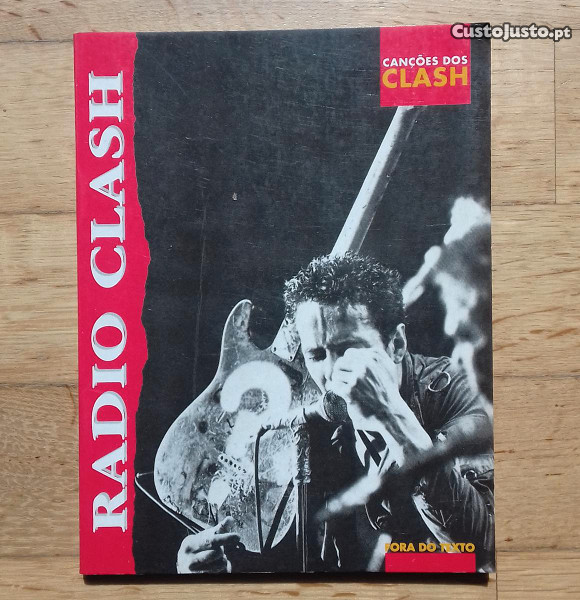 CustoJusto.pt
CANÇÕES DOS
CLASH
RADIO CLASH
FORA DO TEXTO